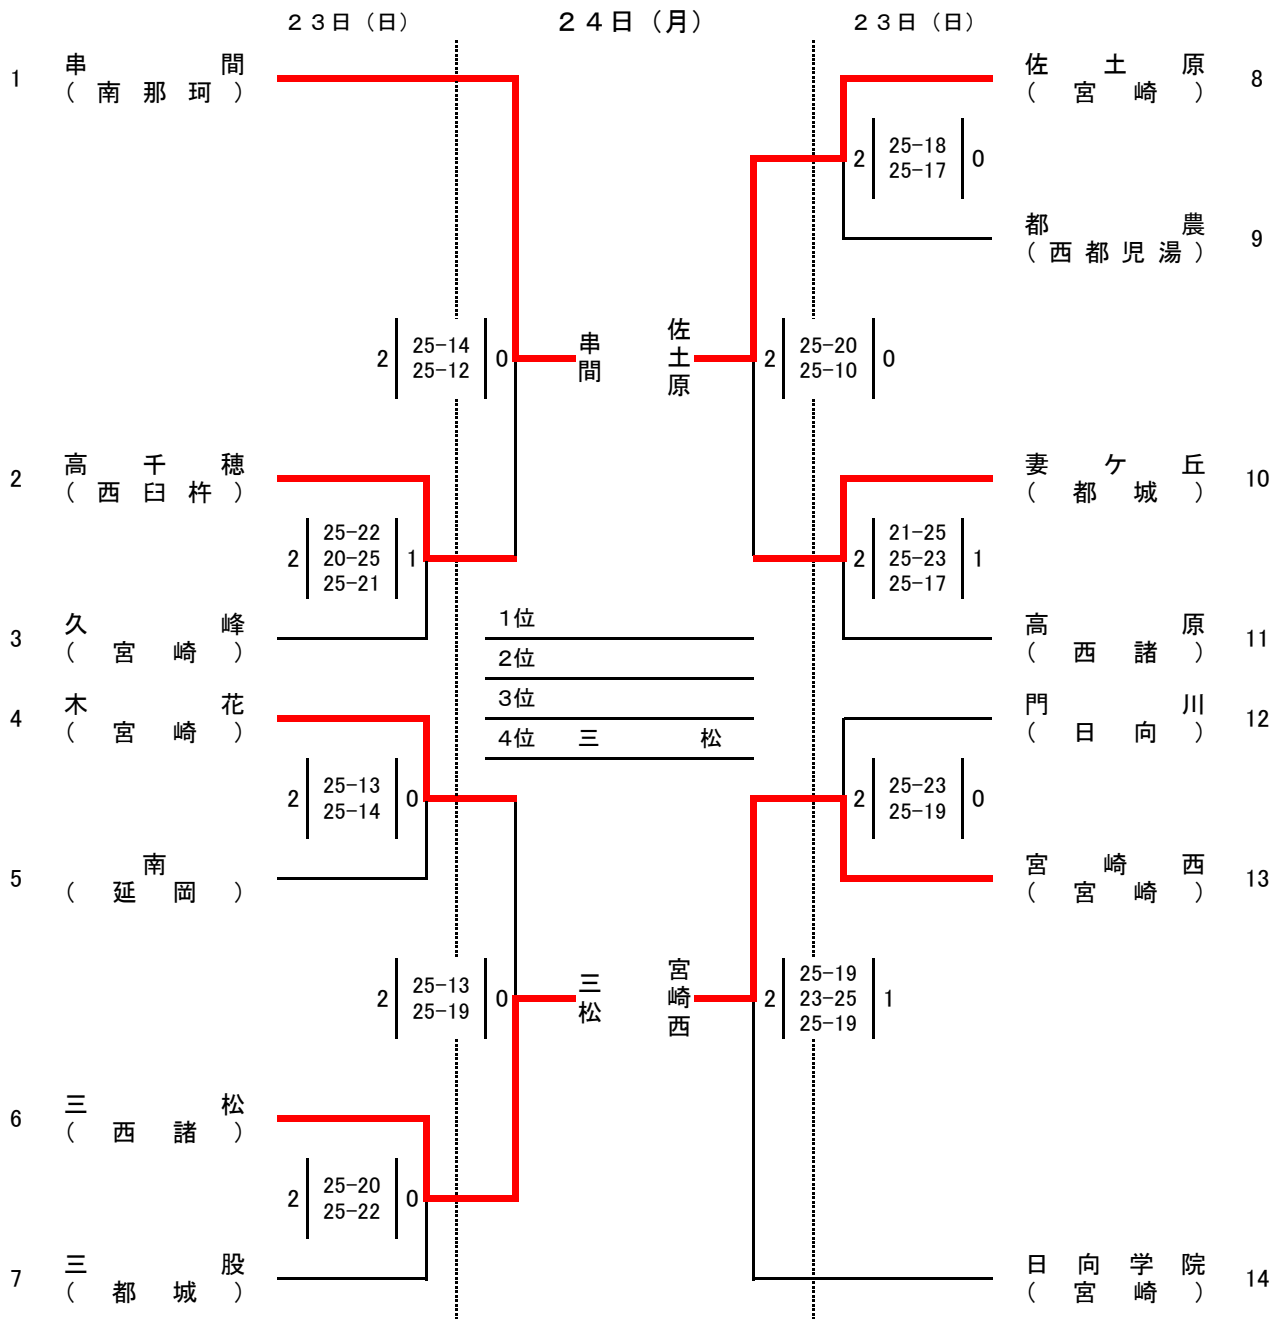 ２３日（日）
２４日（月）
２３日（日）
1 串間
（南那珂）
2 高千穂
（西臼杵）
3 久峰
（宮崎）
4 木花
（宮崎）
5 南
（延岡）
6 三松
（西諸）
7 三股
（都城）
2 25-14 0
25-12
2 25-22 1
20-25
25-21
2 25-13 0
25-14
2 25-13 0
25-19
2 25-20 0
25-22
串間
三松
佐土原
宮崎西
1位
2位
3位
4位 三松
2 25-18 0
25-17
2 25-20 0
25-10
2 21-25 1
25-23
25-17
2 25-23 0
25-19
2 25-19 1
23-25
25-19
佐土原 8
（宮崎）
都農 9
（西都児湯）
妻ケ丘 10
（都城）
高原 11
（西諸）
門川 12
（日向）
宮崎西 13
（宮崎）
日向学院 14
（宮崎）